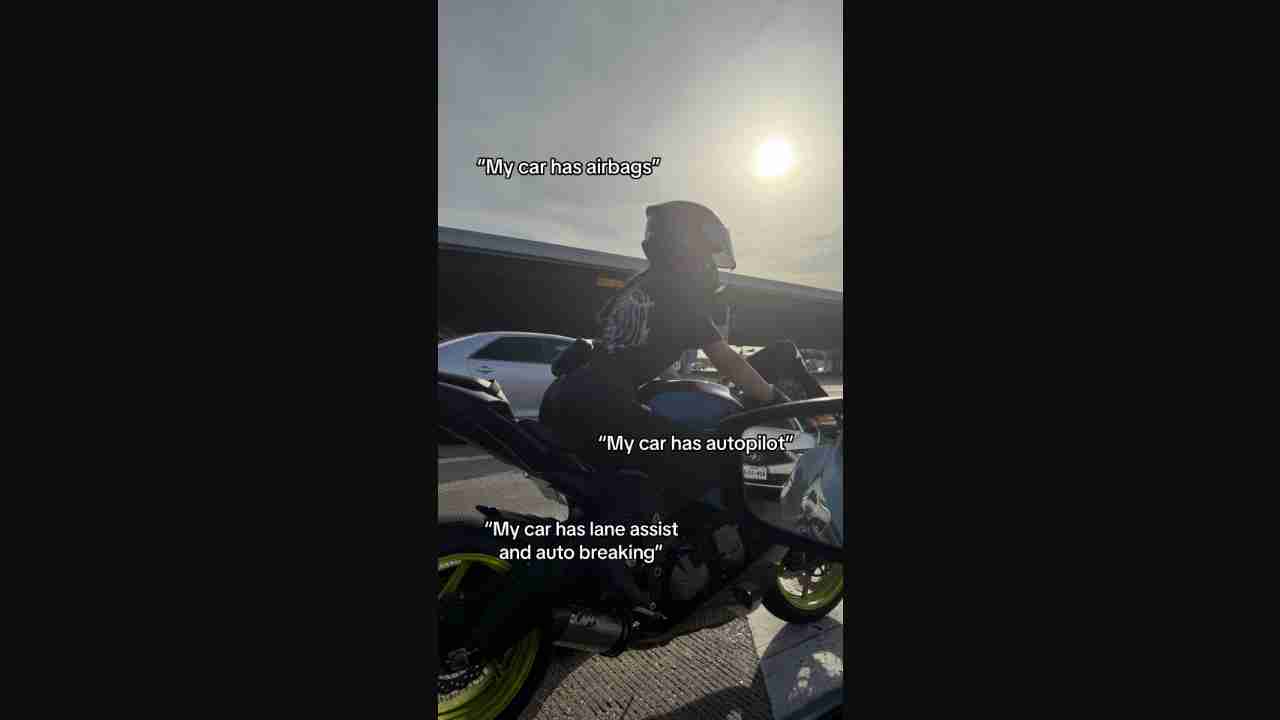 “My car has airbags”
“My car has autopilot”
“My car has lane assist
and auto breaking”